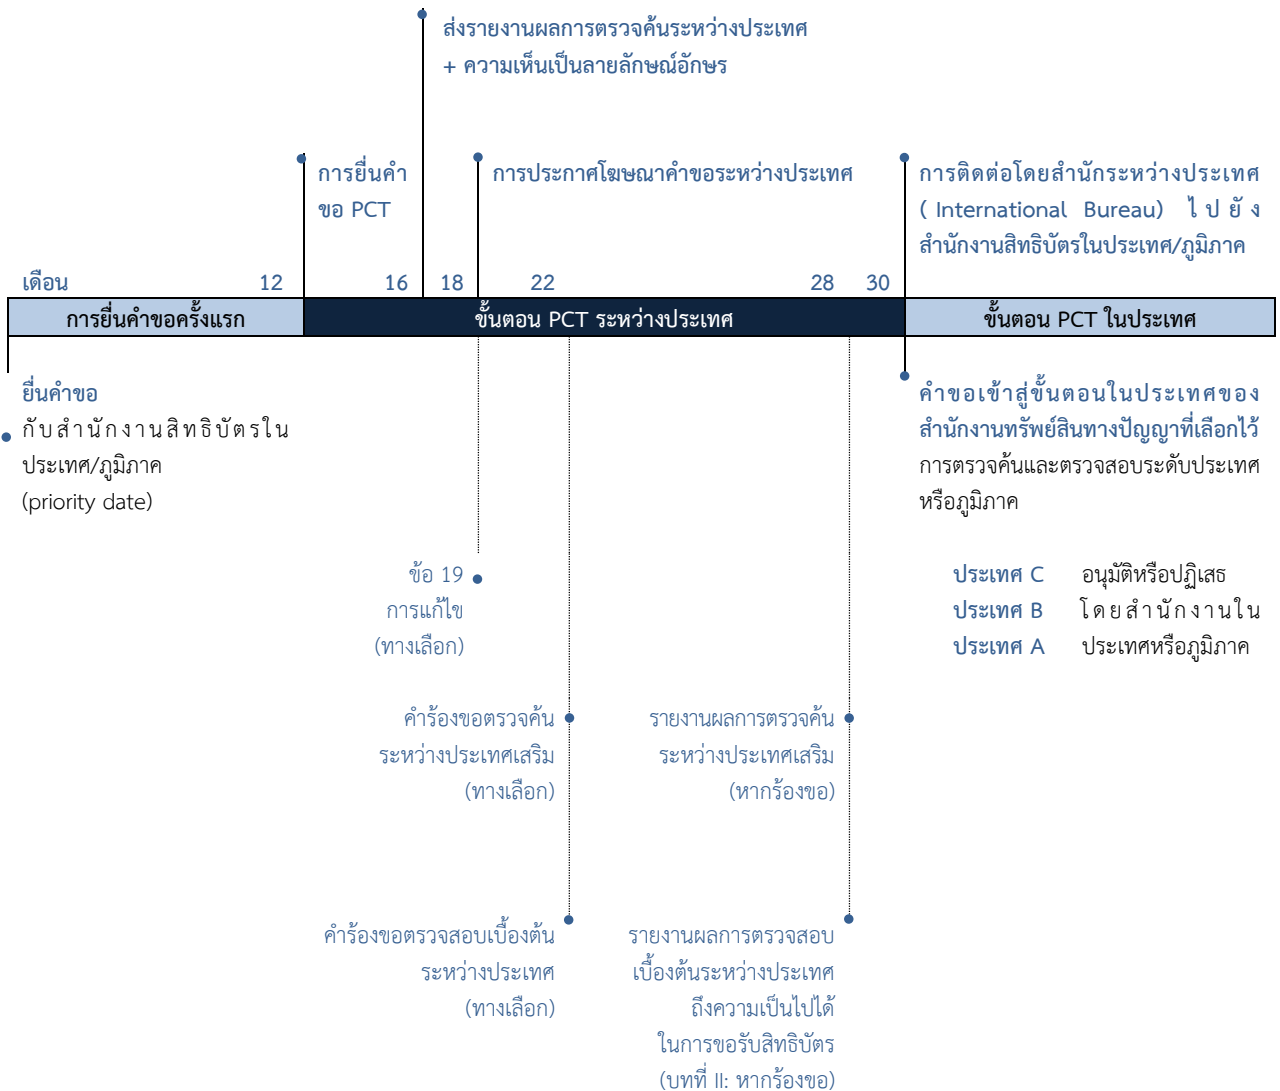 ส่งรายงานผลการตรวจค้นระหว่างประเทศ
+ ความเห็นเป็นลายลักษณ์อักษร
การยื่นคำ
ขอ PCT
การประกาศโฆษณาคำขอระหว่างประเทศ
การติดต่อโดยสำนักระหว่างประเทศ
( International Bureau) ไปยัง
สำนักงานสิทธิบัตรในประเทศ/ภูมิภาค
เดือน 12 16 18 22 28 30
การยื่นคำขอครั้งแรก ขั้นตอน PCT ระหว่างประเทศ ขั้นตอน PCT ในประเทศ
ยื่นคำขอ
กับสำนักงานสิทธิบัตรใน
ประเทศ/ภูมิภาค
(priority date)
คำขอเข้าสู่ขั้นตอนในประเทศของ
สำนักงานทรัพย์สินทางปัญญาที่เลือกไว้
การตรวจค้นและตรวจสอบระดับประเทศ
หรือภูมิภาค
ข้อ 19
การแก้ไข
(ทางเลือก)
ประเทศ C อนุมัติหรือปฏิเสธ
ประเทศ B โดยสำนักงานใน
ประเทศ A ประเทศหรือภูมิภาค
คำร้องขอตรวจค้น
ระหว่างประเทศเสริม
(ทางเลือก)
รายงานผลการตรวจค้น
ระหว่างประเทศเสริม
(หากร้องขอ)
คำร้องขอตรวจสอบเบื้องต้น
ระหว่างประเทศ
(ทางเลือก)
รายงานผลการตรวจสอบ
เบื้องต้นระหว่างประเทศ
ถึงความเป็นไปได้
ในการขอรับสิทธิบัตร
(บทที่ II: หากร้องขอ)